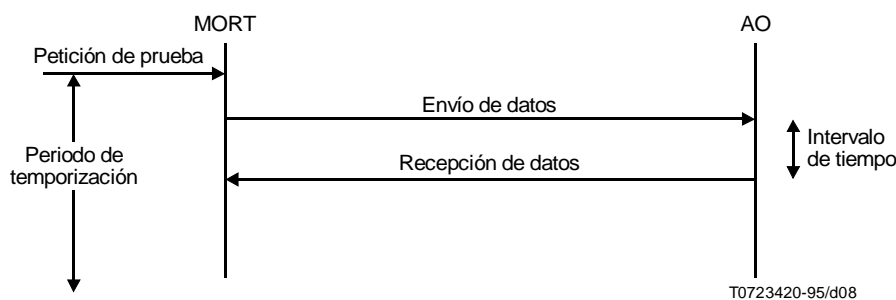 MORT
AO
Petición de prueba
Envío de datos
Intervalo
de tiempo
Periodo de
temporización
Recepción de datos
T0723420-95/d08